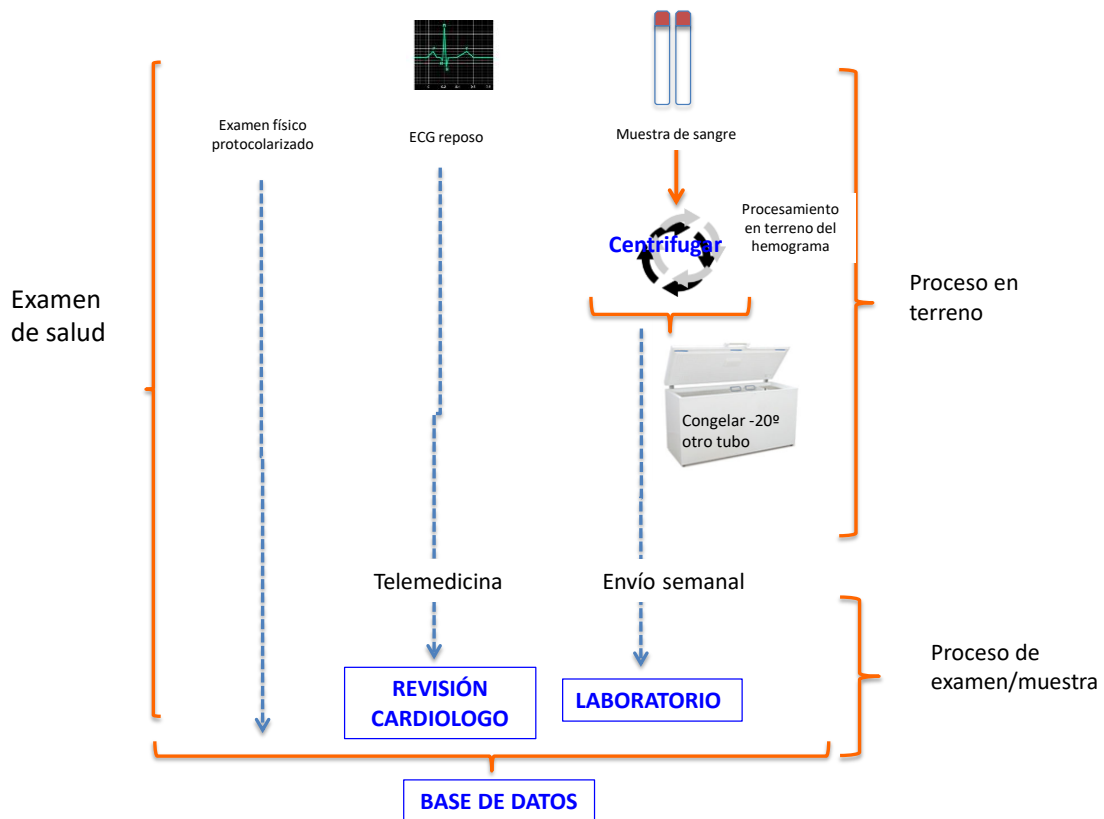 Examen físico
protocolarizado
ECG reposo
Muestra de sangre
Centrifugar
Procesamiento
en terreno del
hemograma
Examen
de salud
Proceso en
terreno
Congelar -20º
otro tubo
Telemedicina
Envío semanal
REVISIÓN
CARDIOLOGO
LABORATORIO
Proceso de
examen/muestra
BASE DE DATOS